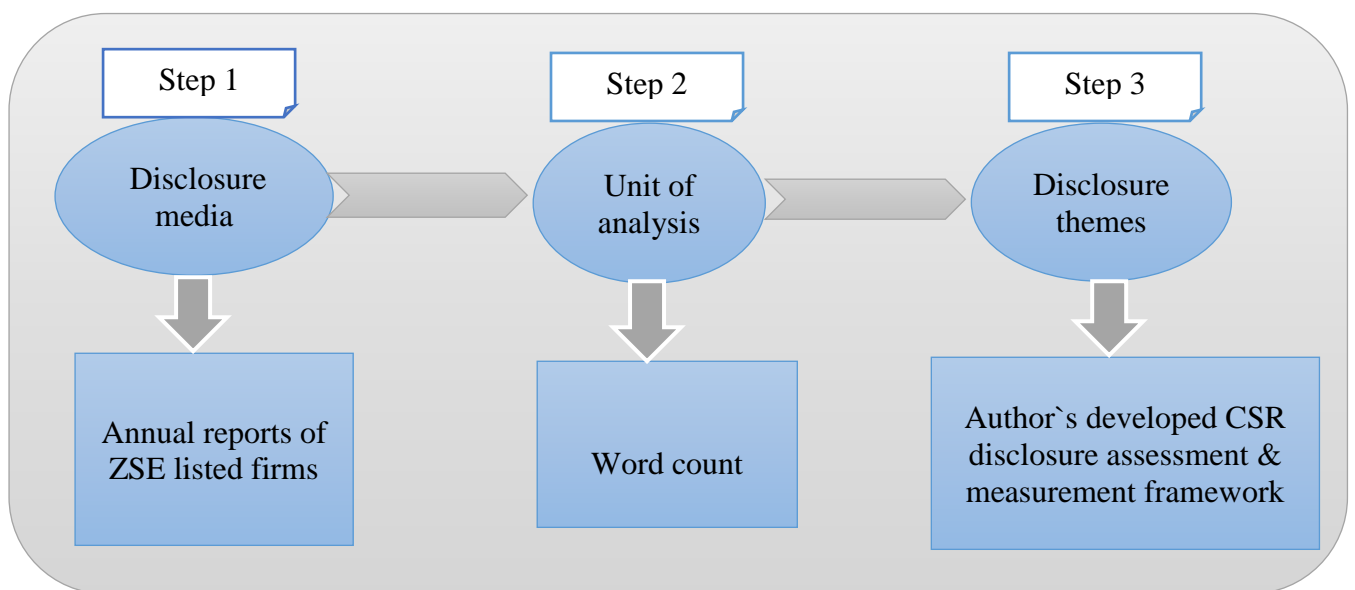 Step 1
Step 2
Step 3
Disclosure
media
Unit of
analysis
Disclosure
themes
Annual reports of
ZSE listed firms
Word count
Author`s developed CSR
disclosure assessment &
measurement framework